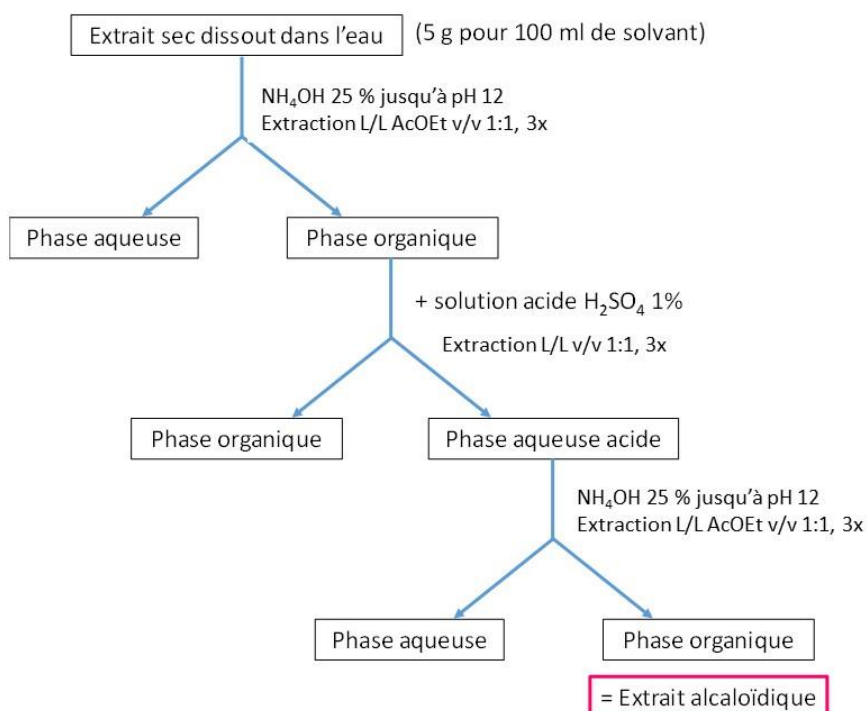 Extrait sec dissout dans l'eau (5 g pour 100 ml de solvant)
NH₄OH 25 % jusqu'à pH 12
Extraction L/L AcOEt v/v 1:1, 3x
Phase aqueuse
Phase organique
+ solution acide H₂SO₄ 1%
Extraction L/L v/v 1:1, 3x
Phase organique
Phase aqueuse acide
NH₄OH 25 % jusqu'à pH 12
Extraction L/L AcOEt v/v 1:1, 3x
Phase aqueuse
Phase organique
= Extrait alcaloïdique